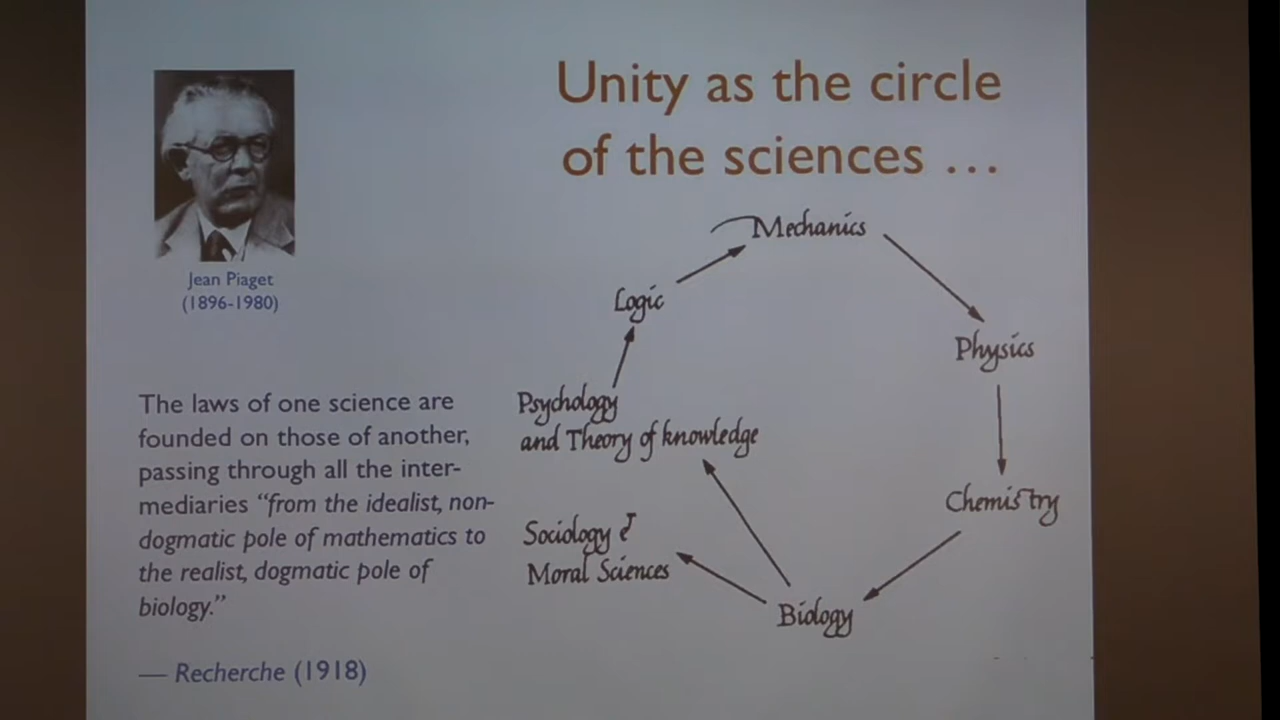 Unity as the circle
of the sciences …
Jean Piaget
(1896-1980)
The laws of one science are
founded on those of another,
passing through all the inter-
mediaries “from the idealist, non-
dogmatic pole of mathematics to
the realist, dogmatic pole of
biology.”
— Recherche (1918)
Mechanics
Logic
Physics
Psychology
and Theory of knowledge
Chemistry
Sociology &
Moral Sciences
Biology